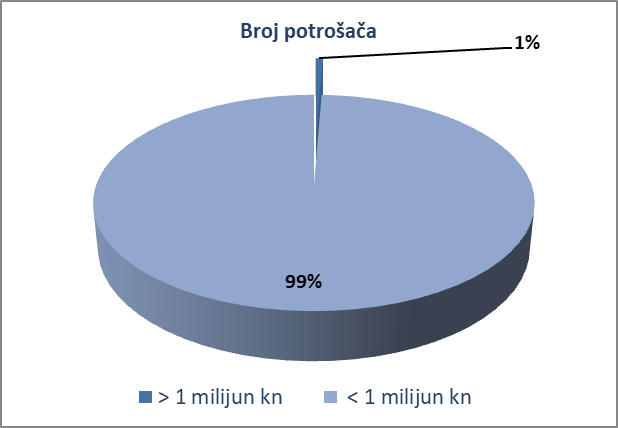 Broj potrošača
1%
99%
> 1 milijun kn < 1 milijun kn